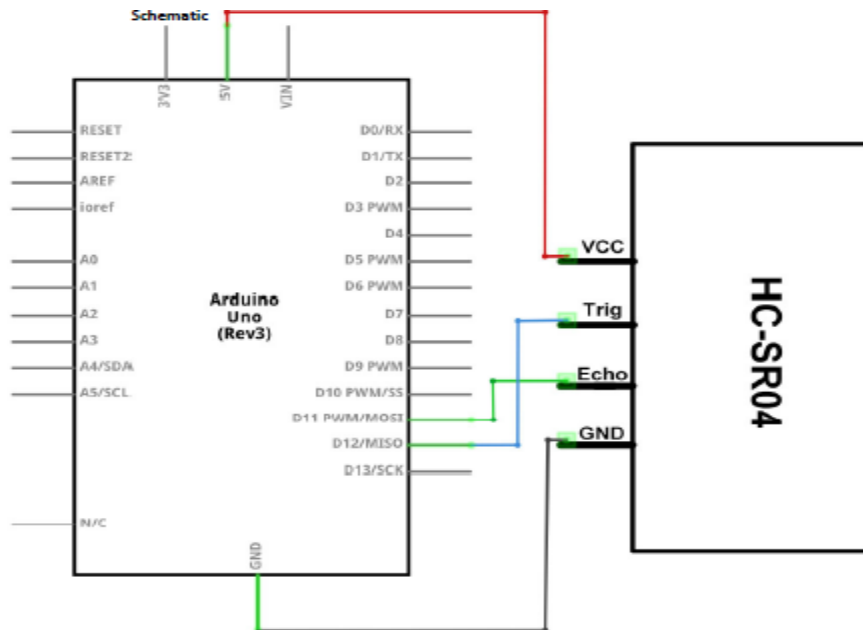 Schematic
3V3
5V
VIN
RESET
RESET2
AREF
ioref
A0
A1
A2
A3
A4/SDA
A5/SCL
N/C
Arduino
Uno
(Rev3)
D0/RX
D1/TX
D2
D3 PWM
D4
D5 PWM
D6 PWM
D7
D8
D9 PWM
D10 PWM/SS
D11 PWM/MOSI
D12/MISO
D13/SCK
GND
VCC
Trig
Echo
GND
HC-SR04